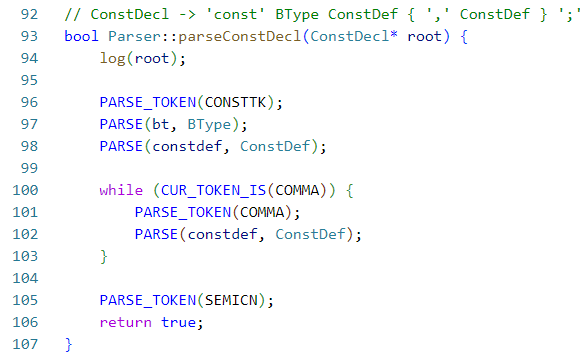 92 // ConstDecl -> 'const' BType ConstDef { ',' ConstDef } ';'
93 bool Parser::parseConstDecl(ConstDecl* root) {
94     log(root);
95
96     PARSE_TOKEN(CONSTTK);
97     PARSE(bt, BType);
98     PARSE(constdef, ConstDef);
99
100     while (CUR_TOKEN_IS(COMMA)) {
101         PARSE_TOKEN(COMMA);
102         PARSE(constdef, ConstDef);
103     }
104
105     PARSE_TOKEN(SEMICN);
106     return true;
107 }